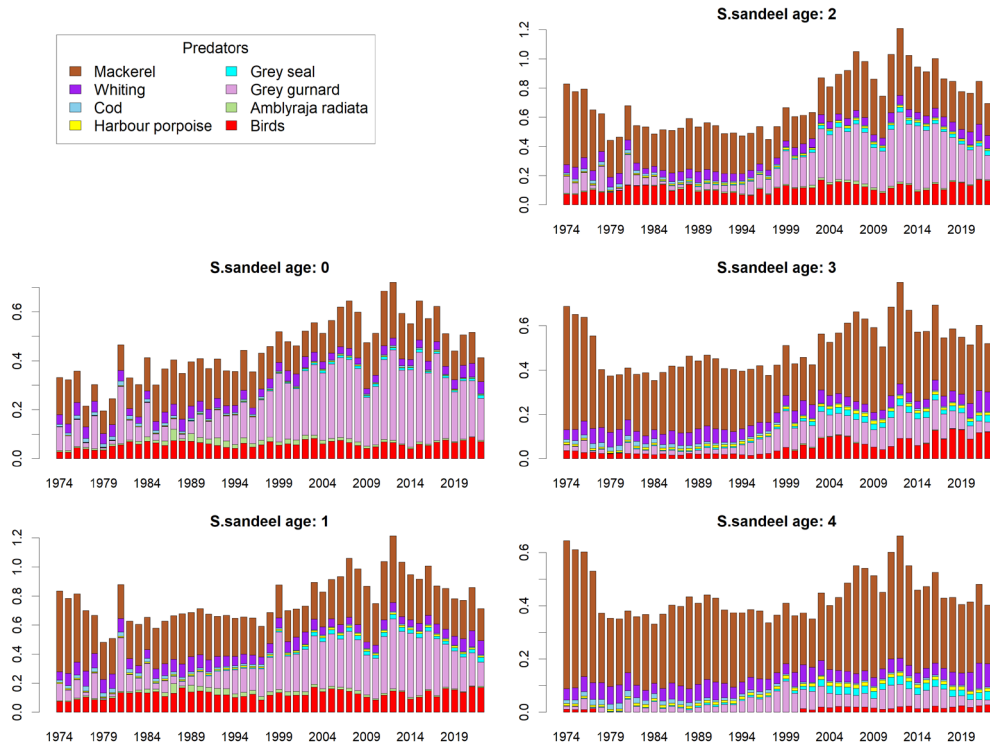 Predators
Mackerel
Whiting
Cod
Harbour porpoise
Grey seal
Grey gurnard
Amblyraja radiata
Birds
S.sandeel age: 2
0.0 0.2 0.4 0.6 0.8 1.0 1.2
1974 1979 1984 1989 1994 1999 2004 2009 2014 2019
S.sandeel age: 0
0.0 0.2 0.4 0.6
1974 1979 1984 1989 1994 1999 2004 2009 2014 2019
S.sandeel age: 3
0.0 0.2 0.4 0.6
1974 1979 1984 1989 1994 1999 2004 2009 2014 2019
S.sandeel age: 1
0.0 0.2 0.4 0.6 0.8 1.0 1.2
1974 1979 1984 1989 1994 1999 2004 2009 2014 2019
S.sandeel age: 4
0.0 0.2 0.4 0.6
1974 1979 1984 1989 1994 1999 2004 2009 2014 2019